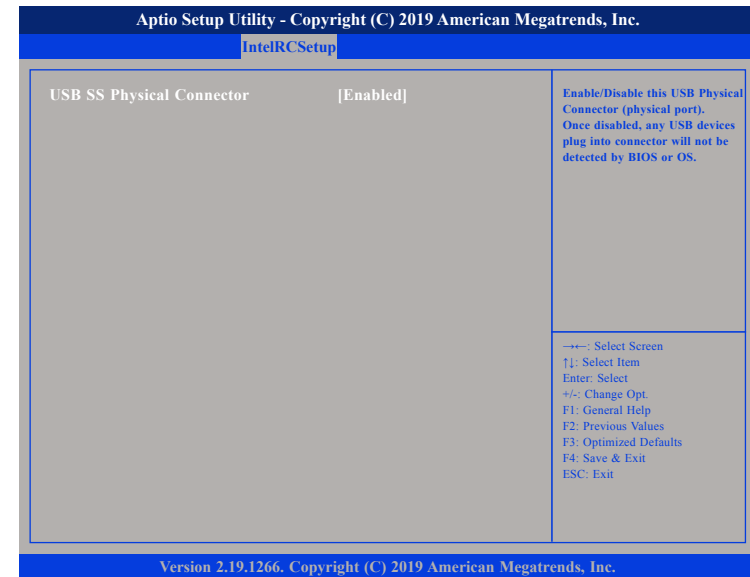 Aptio Setup Utility - Copyright (C) 2019 American Megatrends, Inc.
IntelRCSetup
USB SS Physical Connector [Enabled]
Enable/Disable this USB Physical
Connector (physical port).
Once disabled, any USB devices
plug into connector will not be
detected by BIOS or OS.
→←: Select Screen
↑↓: Select Item
Enter: Select
+/-: Change Opt.
F1: General Help
F2: Previous Values
F3: Optimized Defaults
F4: Save & Exit
ESC: Exit
Version 2.19.1266. Copyright (C) 2019 American Megatrends, Inc.